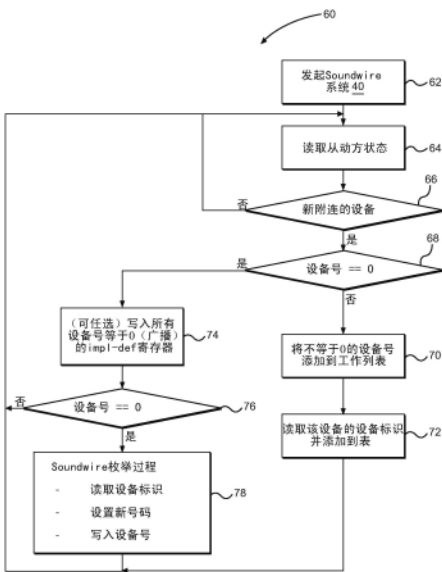 60
发起Soundwire
系统 40
62
读取从动方状态
64
66
新附连的设备
否
是
68
设备号 == 0
是
否
(可任选)写入所有
设备号等于0(广播)
的impl-def寄存器
74
将不等于0的设备号
添加到工作列表
70
否
设备号 == 0
76
是
读取该设备的设备标识
并添加到表
72
Soundwire枚举过程
- 读取设备标识
- 设置新号码
- 写入设备号
78